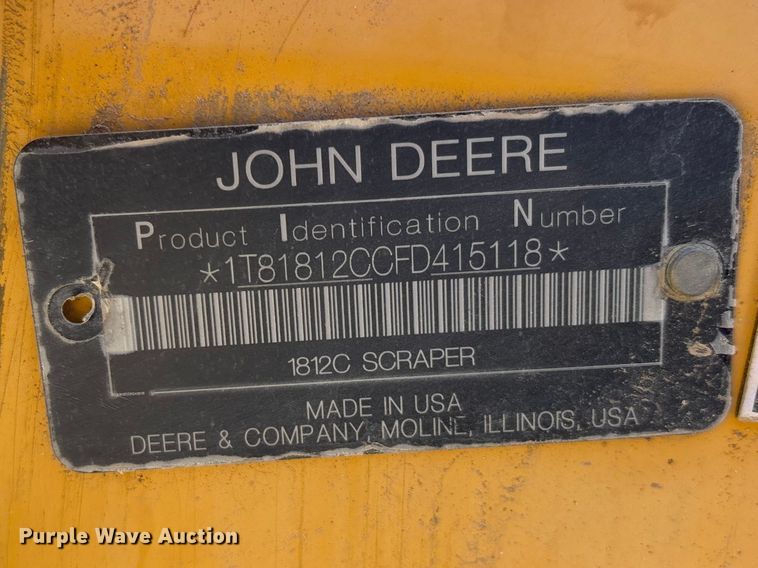 JOHN DEERE
Product Identification Number
*1T81812CCFD415118*
1812C SCRAPER
MADE IN USA
DEERE & COMPANY, MOLINE, ILLINOIS, USA
Purple Wave Auction